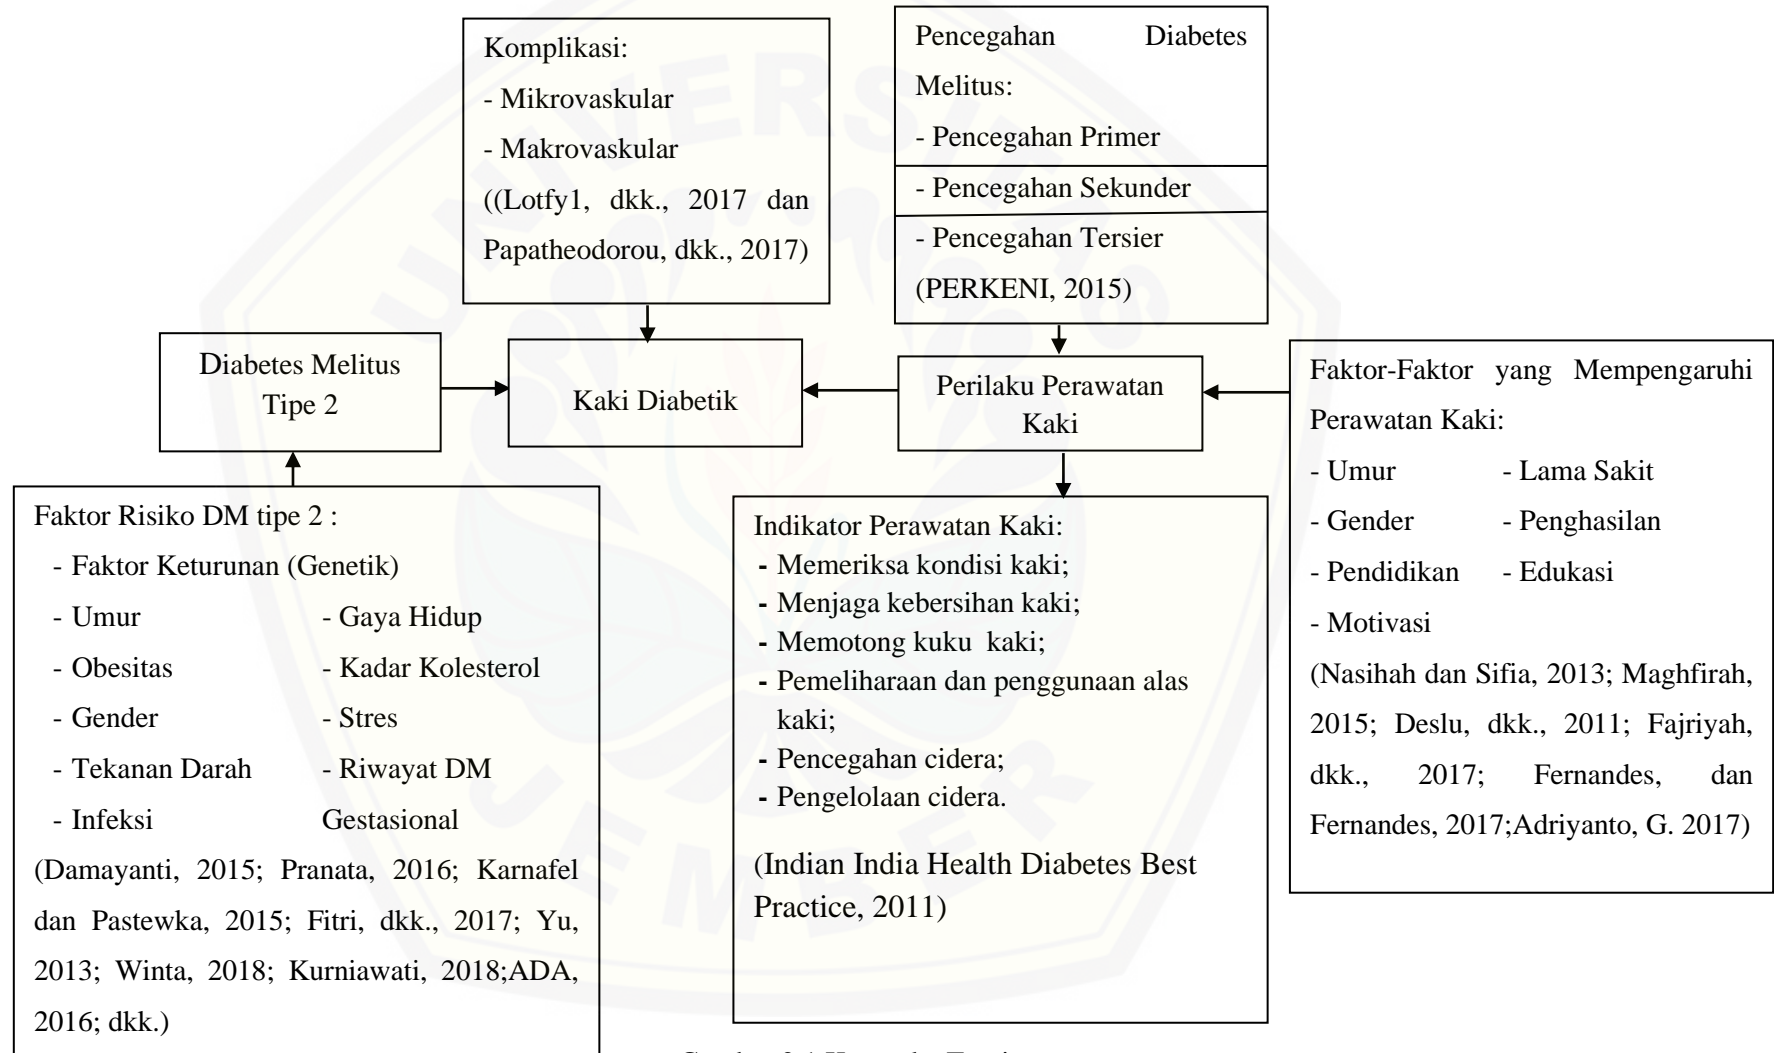 Komplikasi:
- Mikrovaskular
- Makrovaskular
((Lotfy1, dkk., 2017 dan
Papatheodorou, dkk., 2017)
Pencegahan Diabetes
Melitus:
- Pencegahan Primer
- Pencegahan Sekunder
- Pencegahan Tersier
(PERKENI, 2015)
Diabetes Melitus
Tipe 2
Kaki Diabetik
Perilaku Perawatan
Kaki
Faktor-Faktor yang Mempengaruhi
Perawatan Kaki:
- Umur - Lama Sakit
- Gender - Penghasilan
- Pendidikan - Edukasi
- Motivasi
(Nasihah dan Sifia, 2013; Maghfirah,
2015; Deslu, dkk., 2011; Fajriyah,
dkk., 2017; Fernandes, dan
Fernandes, 2017;Adriyanto, G. 2017)
Faktor Risiko DM tipe 2 :
- Faktor Keturunan (Genetik)
- Umur - Gaya Hidup
- Obesitas - Kadar Kolesterol
- Gender - Stres
- Tekanan Darah - Riwayat DM
- Infeksi Gestasional
(Damayanti, 2015; Pranata, 2016; Karnafel
dan Pastewka, 2015; Fitri, dkk., 2017; Yu,
2013; Winta, 2018; Kurniawati, 2018;ADA,
2016; dkk.)
Indikator Perawatan Kaki:
- Memeriksa kondisi kaki;
- Menjaga kebersihan kaki;
- Memotong kuku kaki;
- Pemeliharaan dan penggunaan alas
kaki;
- Pencegahan cidera;
- Pengelolaan cidera.
(Indian India Health Diabetes Best
Practice, 2011)
UNIVERSITAS
JEMBER